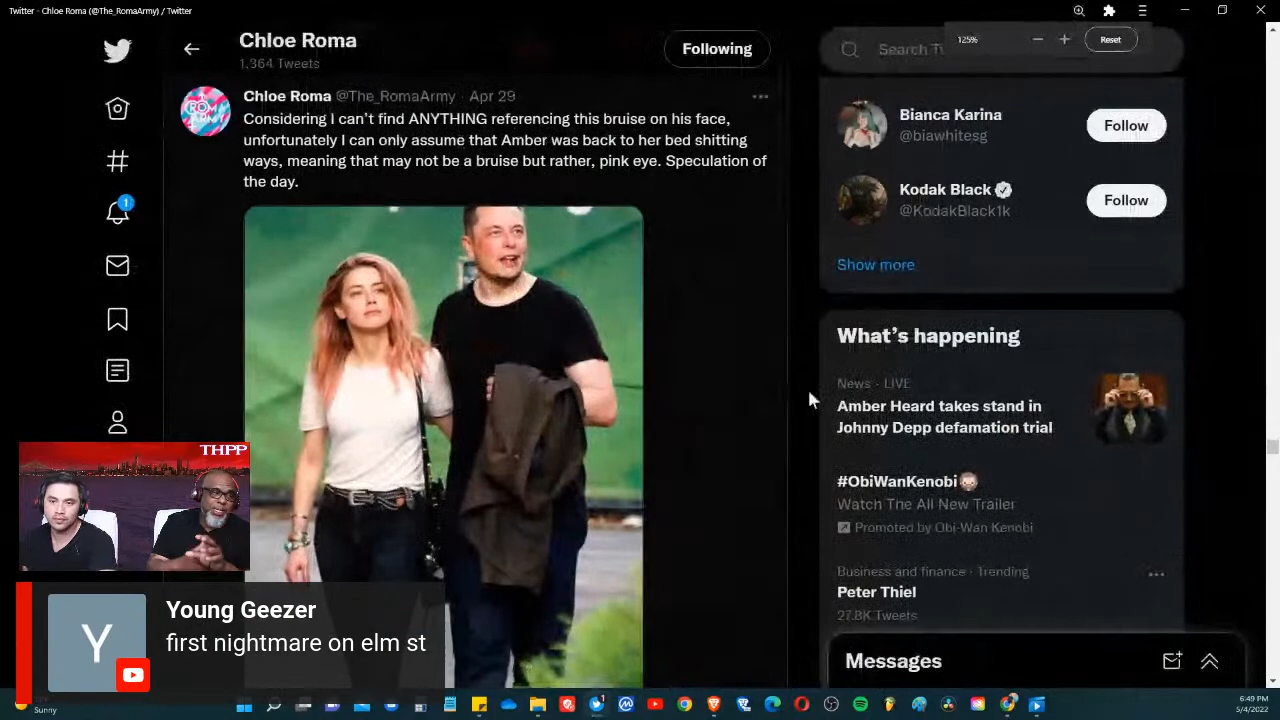 Twitter - Chloe Roma (@The_RomaArmy) / Twitter
125%
Reset
Chloe Roma
1,364 Tweets
Following
Chloe Roma @The_RomaArmy · Apr 29
Considering I can't find ANYTHING referencing this bruise on his face,
unfortunately I can only assume that Amber was back to her bed shitting
ways, meaning that may not be a bruise but rather, pink eye. Speculation of
the day.
1
Bianca Karina
@biawhitesg
Follow
Kodak Black
@KodakBlack1k
Follow
Show more
What's happening
News · LIVE
Amber Heard takes stand in
Johnny Depp defamation trial
#ObiWanKenobi
Watch The All New Trailer
Promoted by Obi-Wan Kenobi
Business and finance · Trending
Peter Thiel
27.8K Tweets
Messages
THPP
Y
Young Geezer
first nightmare on elm st
Sunny
6:49 PM
5/4/2022